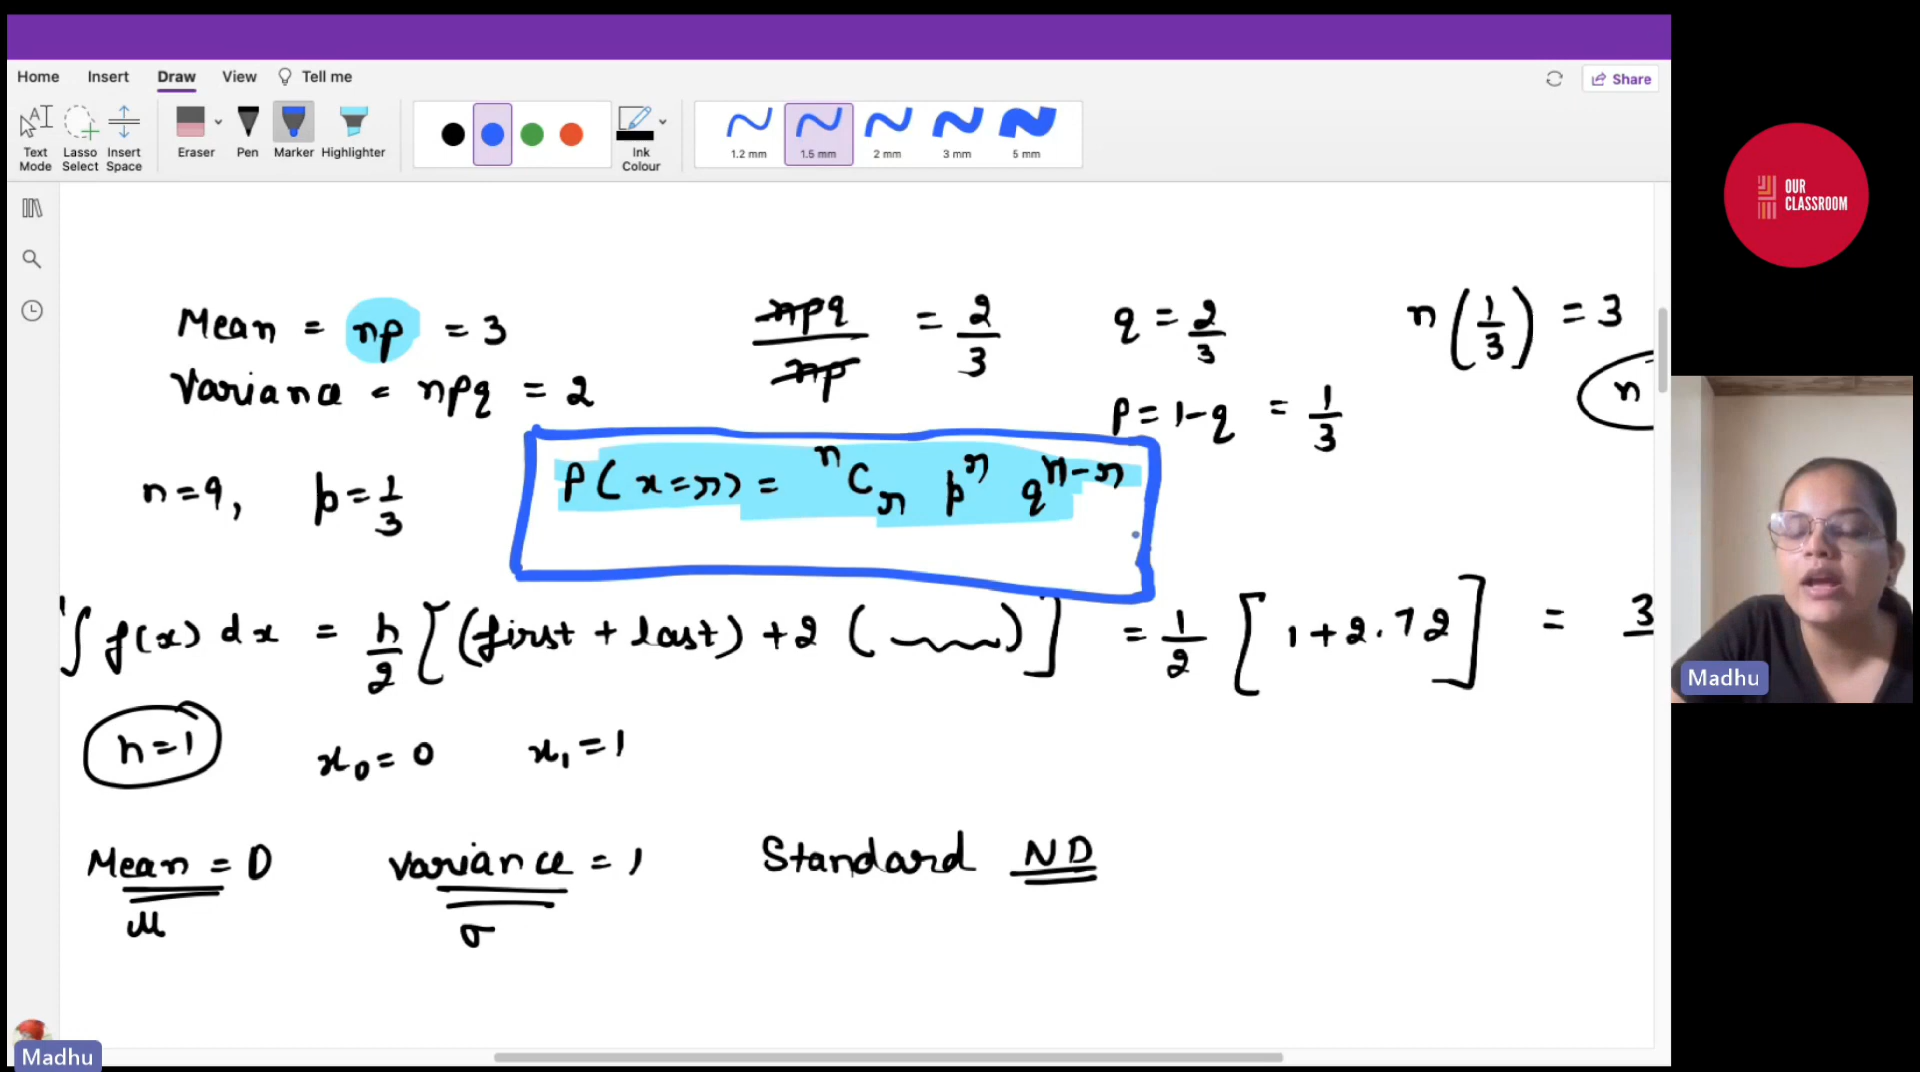 Home Insert Draw View Tell me Share
Text Mode Lasso Select Insert Space Eraser Pen Marker Highlighter Ink Colour 1.2 mm 1.5 mm 2 mm 3 mm 5 mm
OUR CLASSROOM
Mean = np = 3
Variance = npq = 2
npq / np = 2/3
q = 2/3
p = 1-q = 1/3
n(1/3) = 3
n
n=9, p=1/3
P(x=r) = ⁿCᵣ pʳ qⁿ⁻ʳ
∫ f(x) dx = h/2 [(first + last) + 2( )] = 1/2 [1+2.72] = 3
h=1 x₀=0 x₁=1
Mean = 0 Variance = 1 Standard ND
μ σ
Madhu
Madhu